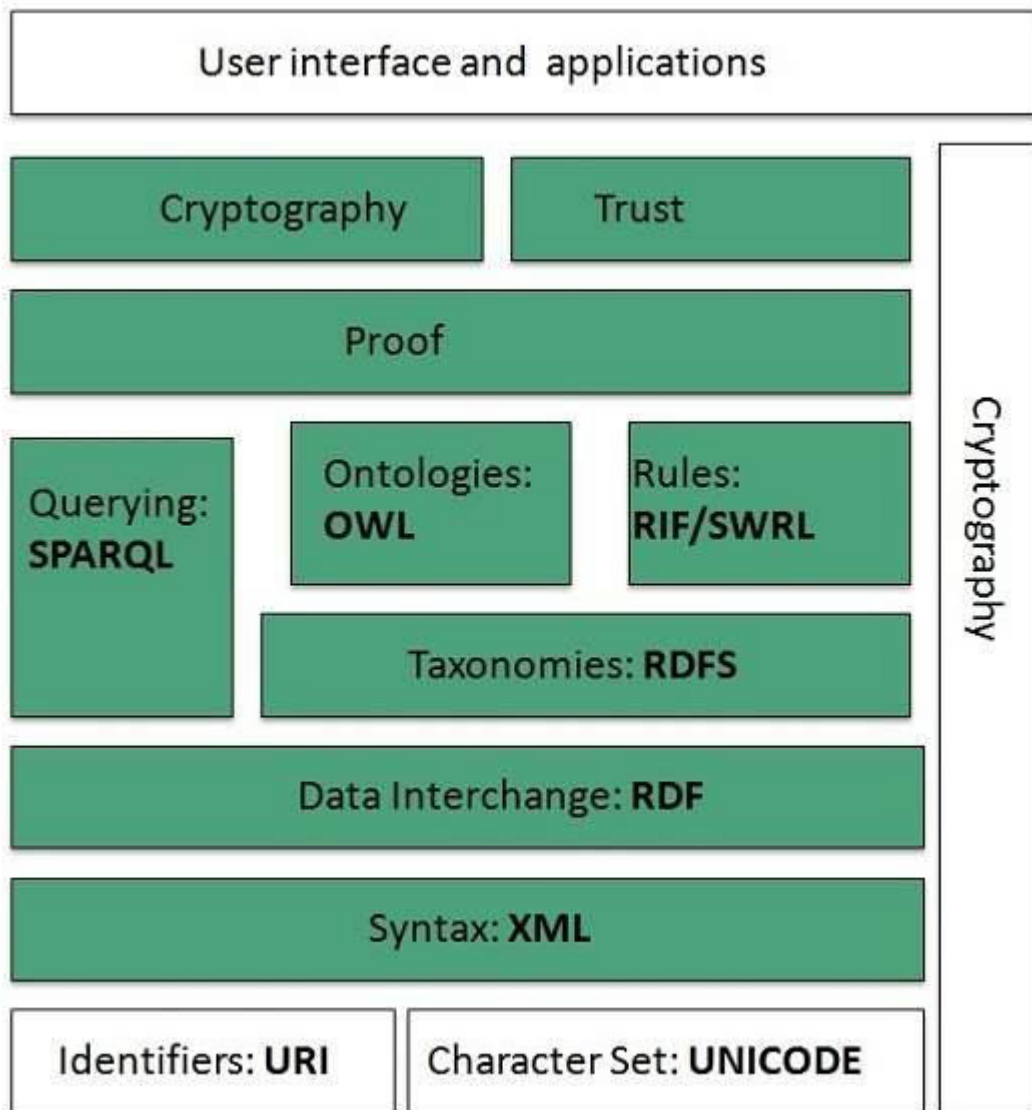 User interface and applications
Cryptography
Trust
Proof
Querying:
SPARQL
Ontologies:
OWL
Rules:
RIF/SWRL
Taxonomies: RDFS
Data Interchange: RDF
Syntax: XML
Identifiers: URI
Character Set: UNICODE
Cryptography